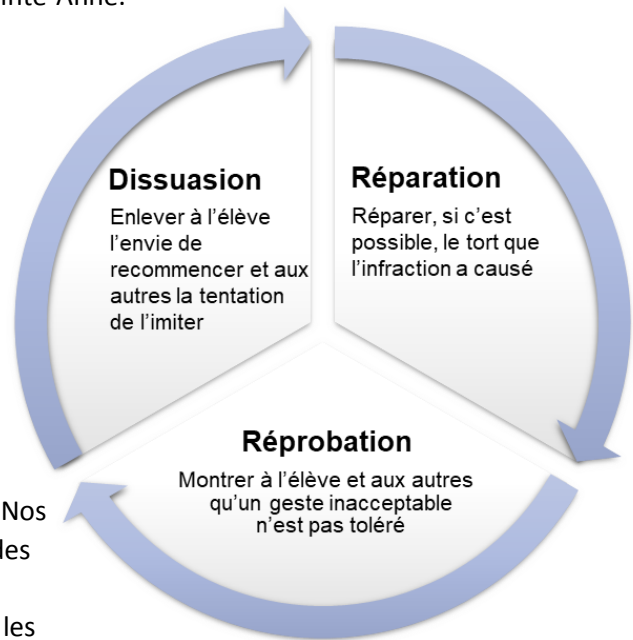 inte-Anne.
Dissuasion
Enlever à l’élève
l’envie de
recommencer et aux
autres la tentation
de l’imiter
Réparation
Réparer, si c’est
possible, le tort que
l’infraction a causé
Réprobation
Montrer à l’élève et aux autres
qu’un geste inacceptable
n’est pas toléré
Nos
les
les